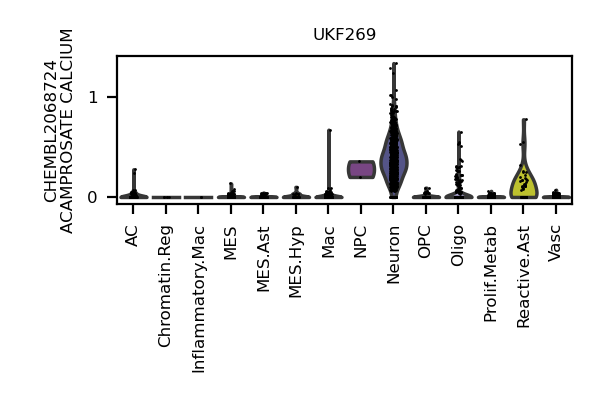 UKF269
CHEMBL2068724
ACAMPROSATE CALCIUM
1
0
AC
Chromatin.Reg
Inflammatory.Mac
MES
MES.Ast
MES.Hyp
Mac
NPC
Neuron
OPC
Oligo
Prolif.Metab
Reactive.Ast
Vasc